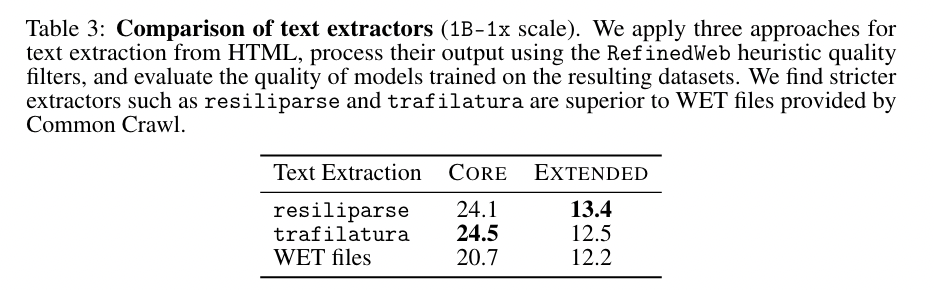 Table 3: Comparison of text extractors (1B-1x scale). We apply three approaches for
text extraction from HTML, process their output using the RefinedWeb heuristic quality
filters, and evaluate the quality of models trained on the resulting datasets. We find stricter
extractors such as resiliparse and trafilatura are superior to WET files provided by
Common Crawl.
Text Extraction CORE EXTENDED
resiliparse 24.1 13.4
trafilatura 24.5 12.5
WET files 20.7 12.2